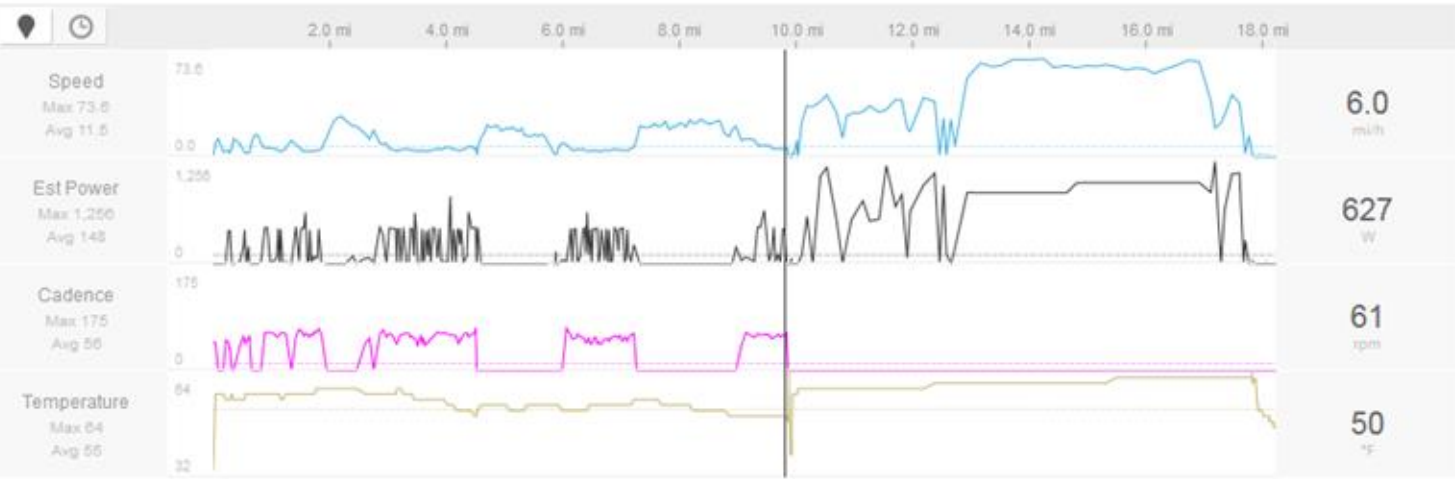 2.0 mi 4.0 mi 6.0 mi 8.0 mi 10.0 mi 12.0 mi 14.0 mi 16.0 mi 18.0 mi
Speed
Max 73.6
Avg 11.5
73.6
0.0
6.0
mi/h
Est Power
Max 1,256
Avg 148
1,256
0
627
W
Cadence
Max 175
Avg 56
175
0
61
rpm
Temperature
Max 64
Avg 55
64
32
50
°F